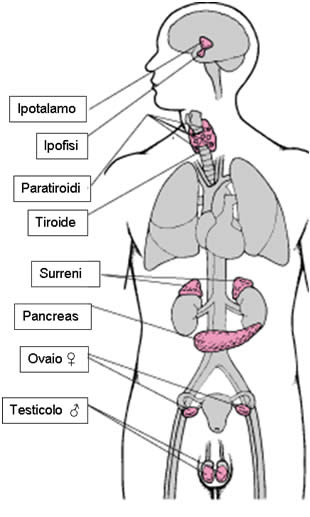 Ipotalamo
Ipofisi
Paratiroidi
Tiroide
Surreni
Pancreas
Ovaio ♀
Testicolo ♂